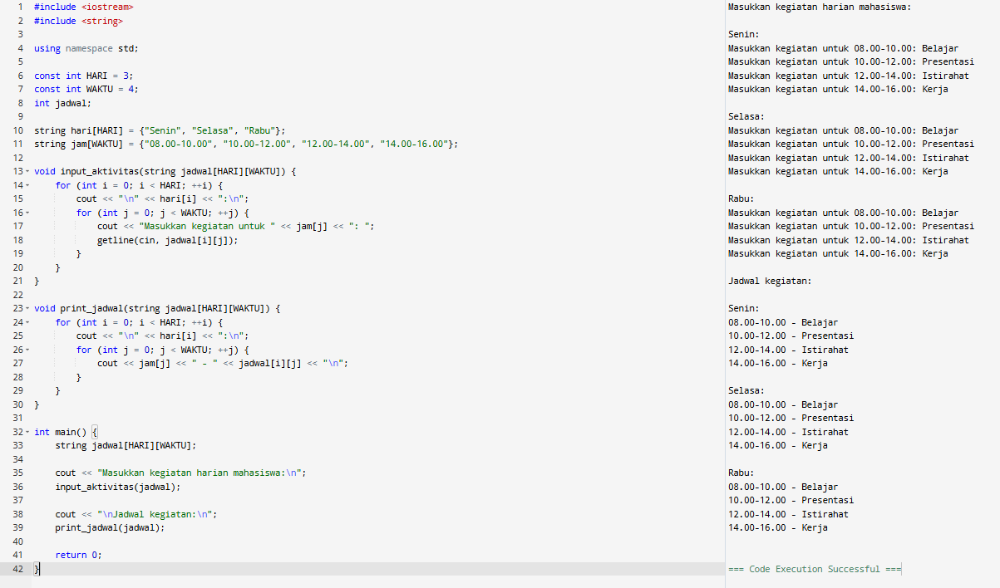 1 #include <iostream>
2 #include <string>
3
4 using namespace std;
5
6 const int HARI = 3;
7 const int WAKTU = 4;
8 int jadwal;
9
10 string hari[HARI] = {"Senin", "Selasa", "Rabu"};
11 string jam[WAKTU] = {"08.00-10.00", "10.00-12.00", "12.00-14.00", "14.00-16.00"};
12
13 void input_aktivitas(string jadwal[HARI][WAKTU]) {
14     for (int i = 0; i < HARI; ++i) {
15         cout << "\n" << hari[i] << ":\n";
16         for (int j = 0; j < WAKTU; ++j) {
17             cout << "Masukkan kegiatan untuk " << jam[j] << ": ";
18             getline(cin, jadwal[i][j]);
19         }
20     }
21 }
22
23 void print_jadwal(string jadwal[HARI][WAKTU]) {
24     for (int i = 0; i < HARI; ++i) {
25         cout << "\n" << hari[i] << ":\n";
26         for (int j = 0; j < WAKTU; ++j) {
27             cout << jam[j] << " - " << jadwal[i][j] << "\n";
28         }
29     }
30 }
31
32 int main() {
33     string jadwal[HARI][WAKTU];
34
35     cout << "Masukkan kegiatan harian mahasiswa:\n";
36     input_aktivitas(jadwal);
37
38     cout << "\nJadwal kegiatan:\n";
39     print_jadwal(jadwal);
40
41     return 0;
42 }
Masukkan kegiatan harian mahasiswa:

Senin:
Masukkan kegiatan untuk 08.00-10.00: Belajar
Masukkan kegiatan untuk 10.00-12.00: Presentasi
Masukkan kegiatan untuk 12.00-14.00: Istirahat
Masukkan kegiatan untuk 14.00-16.00: Kerja

Selasa:
Masukkan kegiatan untuk 08.00-10.00: Belajar
Masukkan kegiatan untuk 10.00-12.00: Presentasi
Masukkan kegiatan untuk 12.00-14.00: Istirahat
Masukkan kegiatan untuk 14.00-16.00: Kerja

Rabu:
Masukkan kegiatan untuk 08.00-10.00: Belajar
Masukkan kegiatan untuk 10.00-12.00: Presentasi
Masukkan kegiatan untuk 12.00-14.00: Istirahat
Masukkan kegiatan untuk 14.00-16.00: Kerja

Jadwal kegiatan:

Senin:
08.00-10.00 - Belajar
10.00-12.00 - Presentasi
12.00-14.00 - Istirahat
14.00-16.00 - Kerja

Selasa:
08.00-10.00 - Belajar
10.00-12.00 - Presentasi
12.00-14.00 - Istirahat
14.00-16.00 - Kerja

Rabu:
08.00-10.00 - Belajar
10.00-12.00 - Presentasi
12.00-14.00 - Istirahat
14.00-16.00 - Kerja

=== Code Execution Successful ===